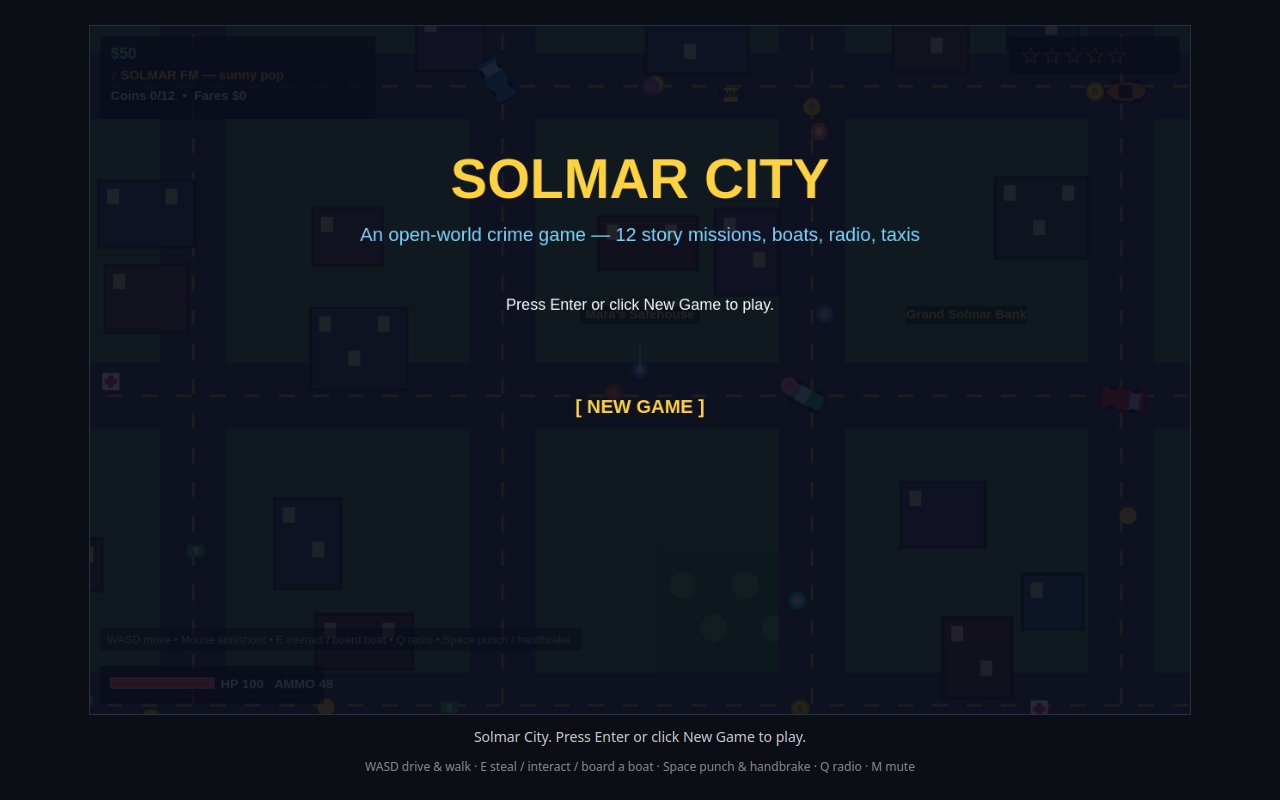 $50
♪ SOLMAR FM — sunny pop
Coins 0/12 • Fares $0
☆☆☆☆☆
SOLMAR CITY
An open-world crime game — 12 story missions, boats, radio, taxis
Press Enter or click New Game to play.
Mara's Safehouse
Grand Solmar Bank
[ NEW GAME ]
WASD move • Mouse aim/shoot • E interact / board boat • Q radio • Space punch / handbrake
HP 100 AMMO 48
Solmar City. Press Enter or click New Game to play.
WASD drive & walk · E steal / interact / board a boat · Space punch & handbrake · Q radio · M mute